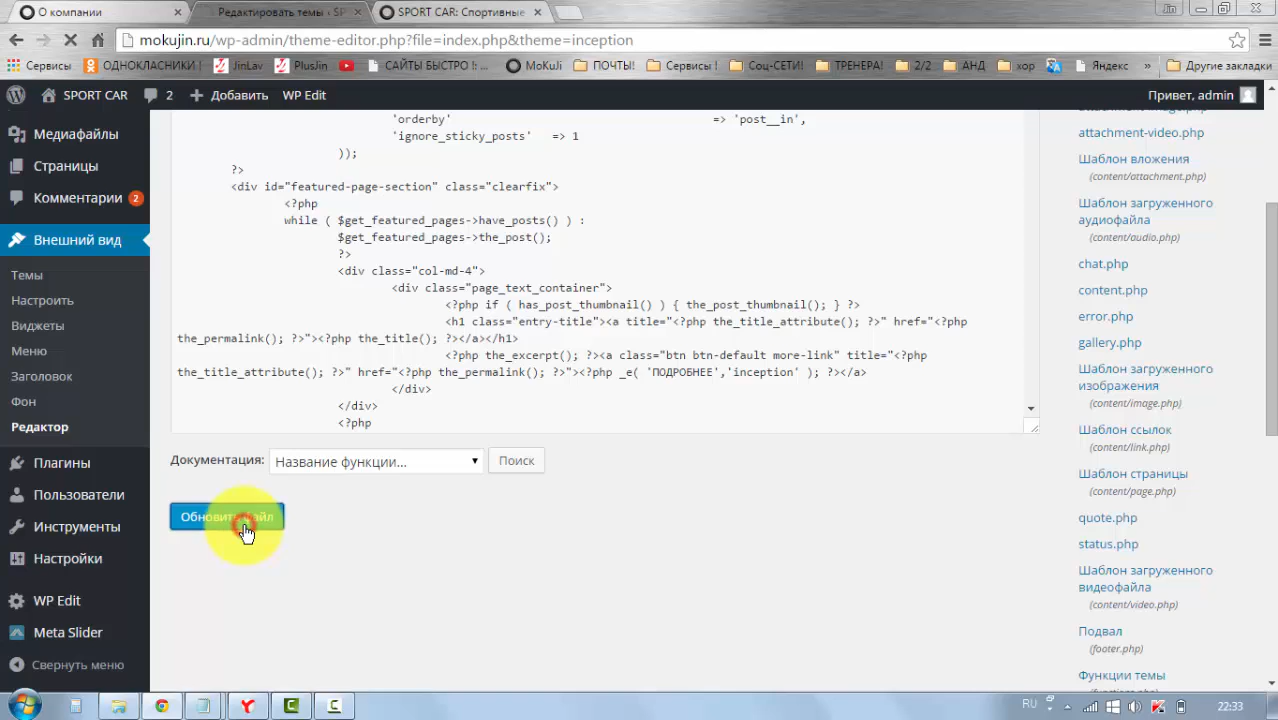 О компании
Редактировать темы ‹ SP
SPORT CAR: Спортивные
mokujin.ru/wp-admin/theme-editor.php?file=index.php&theme=inception
Сервисы
ОДНОКЛАСНИКИ !
JinLav
PlusJin
САЙТЫ БЫСТРО !: ...
MoKuJi
ПОЧТЫ!
Сервисы !
Соц-СЕТИ!
ТРЕНЕРА!
2/2
АНД
хор
Яндекс
»
Другие закладки
SPORT CAR
2
Добавить
WP Edit
Привет, admin
Медиафайлы
Страницы
Комментарии 2
Внешний вид
Темы
Настроить
Виджеты
Меню
Заголовок
Фон
Редактор
Плагины
Пользователи
Инструменты
Настройки
WP Edit
Meta Slider
Свернуть меню
'orderby' => 'post__in',
'ignore_sticky_posts' => 1
));
?>
<div id="featured-page-section" class="clearfix">
<?php
while ( $get_featured_pages->have_posts() ) :
$get_featured_pages->the_post();
?>
<div class="col-md-4">
<div class="page_text_container">
<?php if ( has_post_thumbnail() ) { the_post_thumbnail(); } ?>
<h1 class="entry-title"><a title="<?php the_title_attribute(); ?>" href="<?php
the_permalink(); ?>"><?php the_title(); ?></a></h1>
<?php the_excerpt(); ?><a class="btn btn-default more-link" title="<?php
the_title_attribute(); ?>" href="<?php the_permalink(); ?>"><?php _e( 'ПОДРОБНЕЕ','inception' ); ?></a>
</div>
</div>
<?php
Документация:
Название функции...
Поиск
Обновить файл
attachment-video.php
Шаблон вложения
(content/attachment.php)
Шаблон загруженного
аудиофайла
(content/audio.php)
chat.php
content.php
error.php
gallery.php
Шаблон загруженного
изображения
(content/image.php)
Шаблон ссылок
(content/link.php)
Шаблон страницы
(content/page.php)
quote.php
status.php
Шаблон загруженного
видеофайла
(content/video.php)
Подвал
(footer.php)
Функции темы
RU
22:33